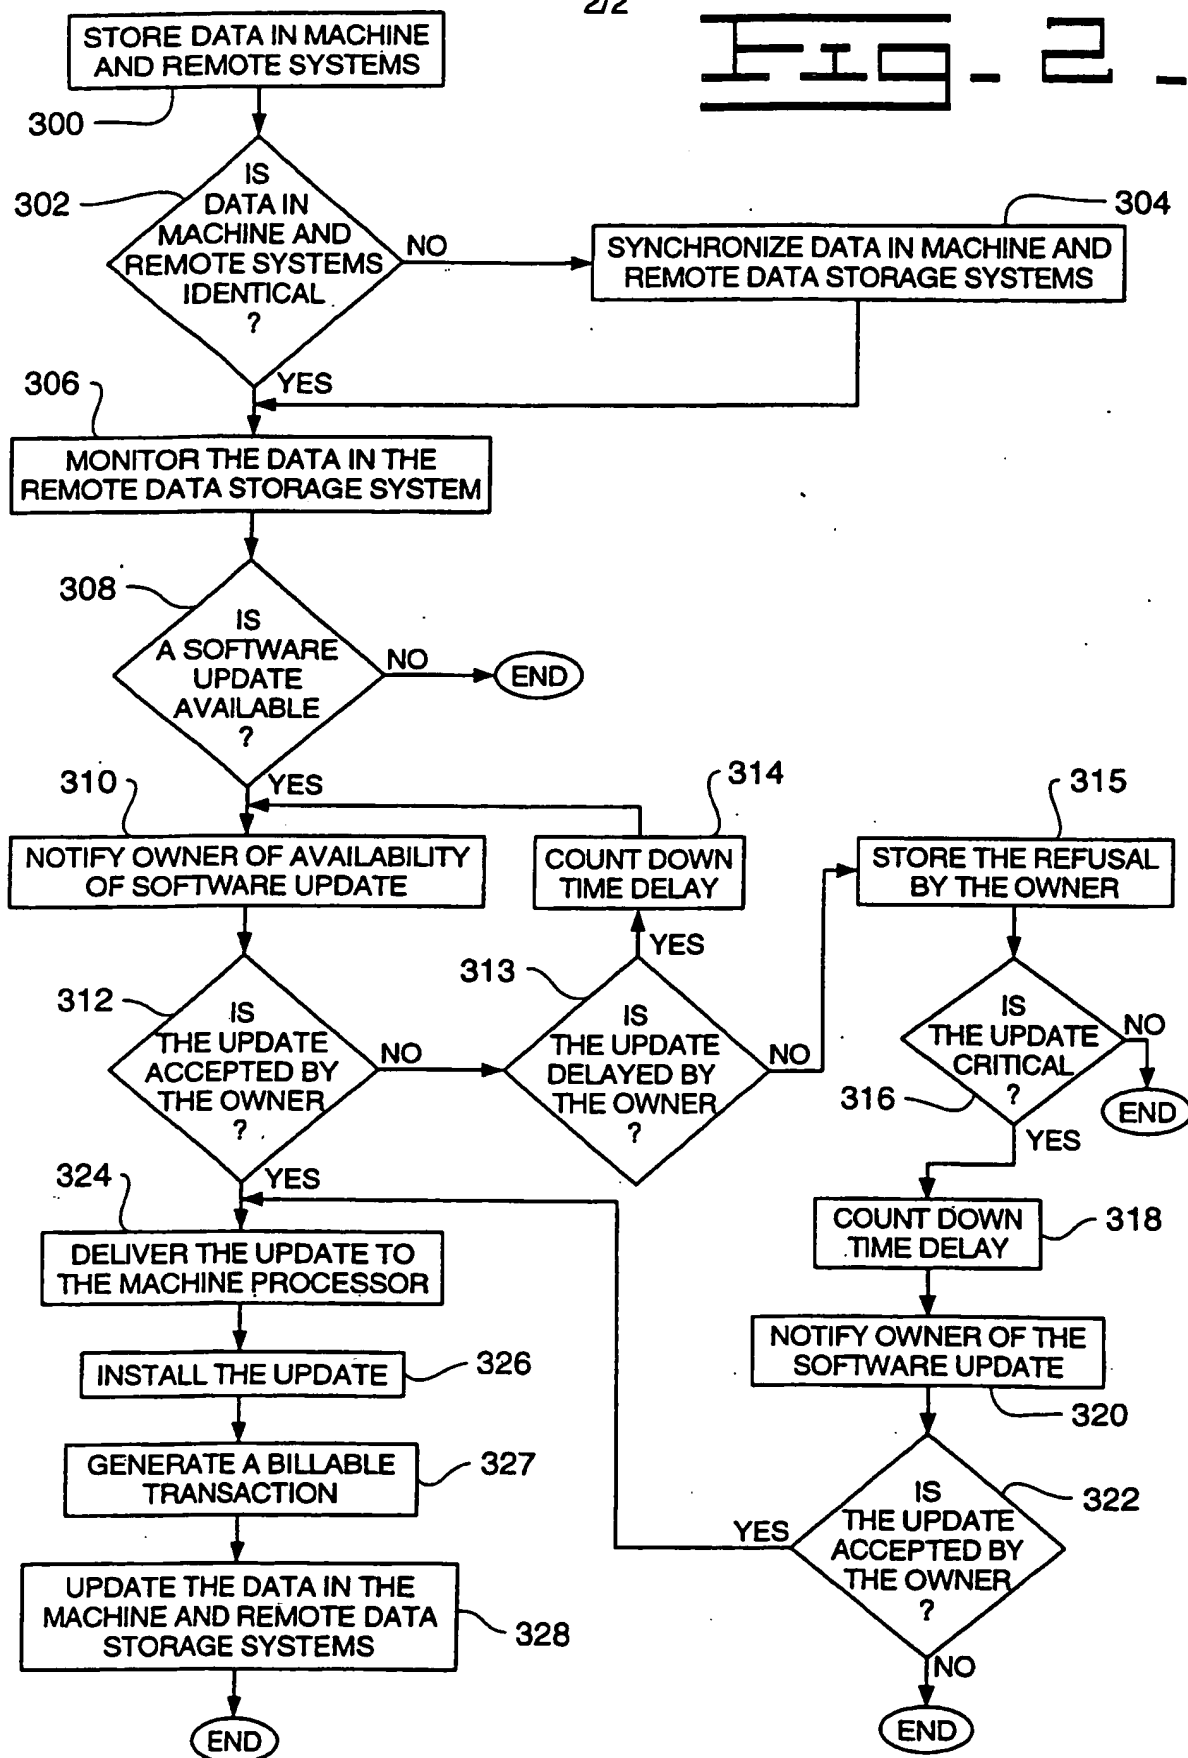 2/2
FIG - 2 -
STORE DATA IN MACHINE
AND REMOTE SYSTEMS
300
302
IS
DATA IN
MACHINE AND
REMOTE SYSTEMS
IDENTICAL
?
NO
304
SYNCHRONIZE DATA IN MACHINE AND
REMOTE DATA STORAGE SYSTEMS
YES
306
MONITOR THE DATA IN THE
REMOTE DATA STORAGE SYSTEM
308
IS
A SOFTWARE
UPDATE
AVAILABLE
?
NO
END
YES
310
NOTIFY OWNER OF AVAILABILITY
OF SOFTWARE UPDATE
314
COUNT DOWN
TIME DELAY
YES
315
STORE THE REFUSAL
BY THE OWNER
312
IS
THE UPDATE
ACCEPTED BY
THE OWNER
?
NO
313
IS
THE UPDATE
DELAYED BY
THE OWNER
?
NO
316
IS
THE UPDATE
CRITICAL
?
NO
END
YES
YES
318
COUNT DOWN
TIME DELAY
324
DELIVER THE UPDATE TO
THE MACHINE PROCESSOR
NOTIFY OWNER OF THE
SOFTWARE UPDATE
320
INSTALL THE UPDATE
326
GENERATE A BILLABLE
TRANSACTION
327
IS
THE UPDATE
ACCEPTED BY
THE OWNER
?
322
YES
UPDATE THE DATA IN THE
MACHINE AND REMOTE DATA
STORAGE SYSTEMS
328
NO
END
END